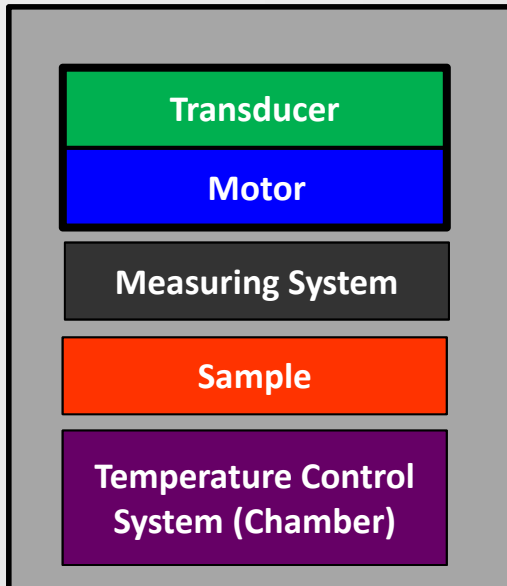 Transducer
Motor
Measuring System
Sample
Temperature Control
System (Chamber)